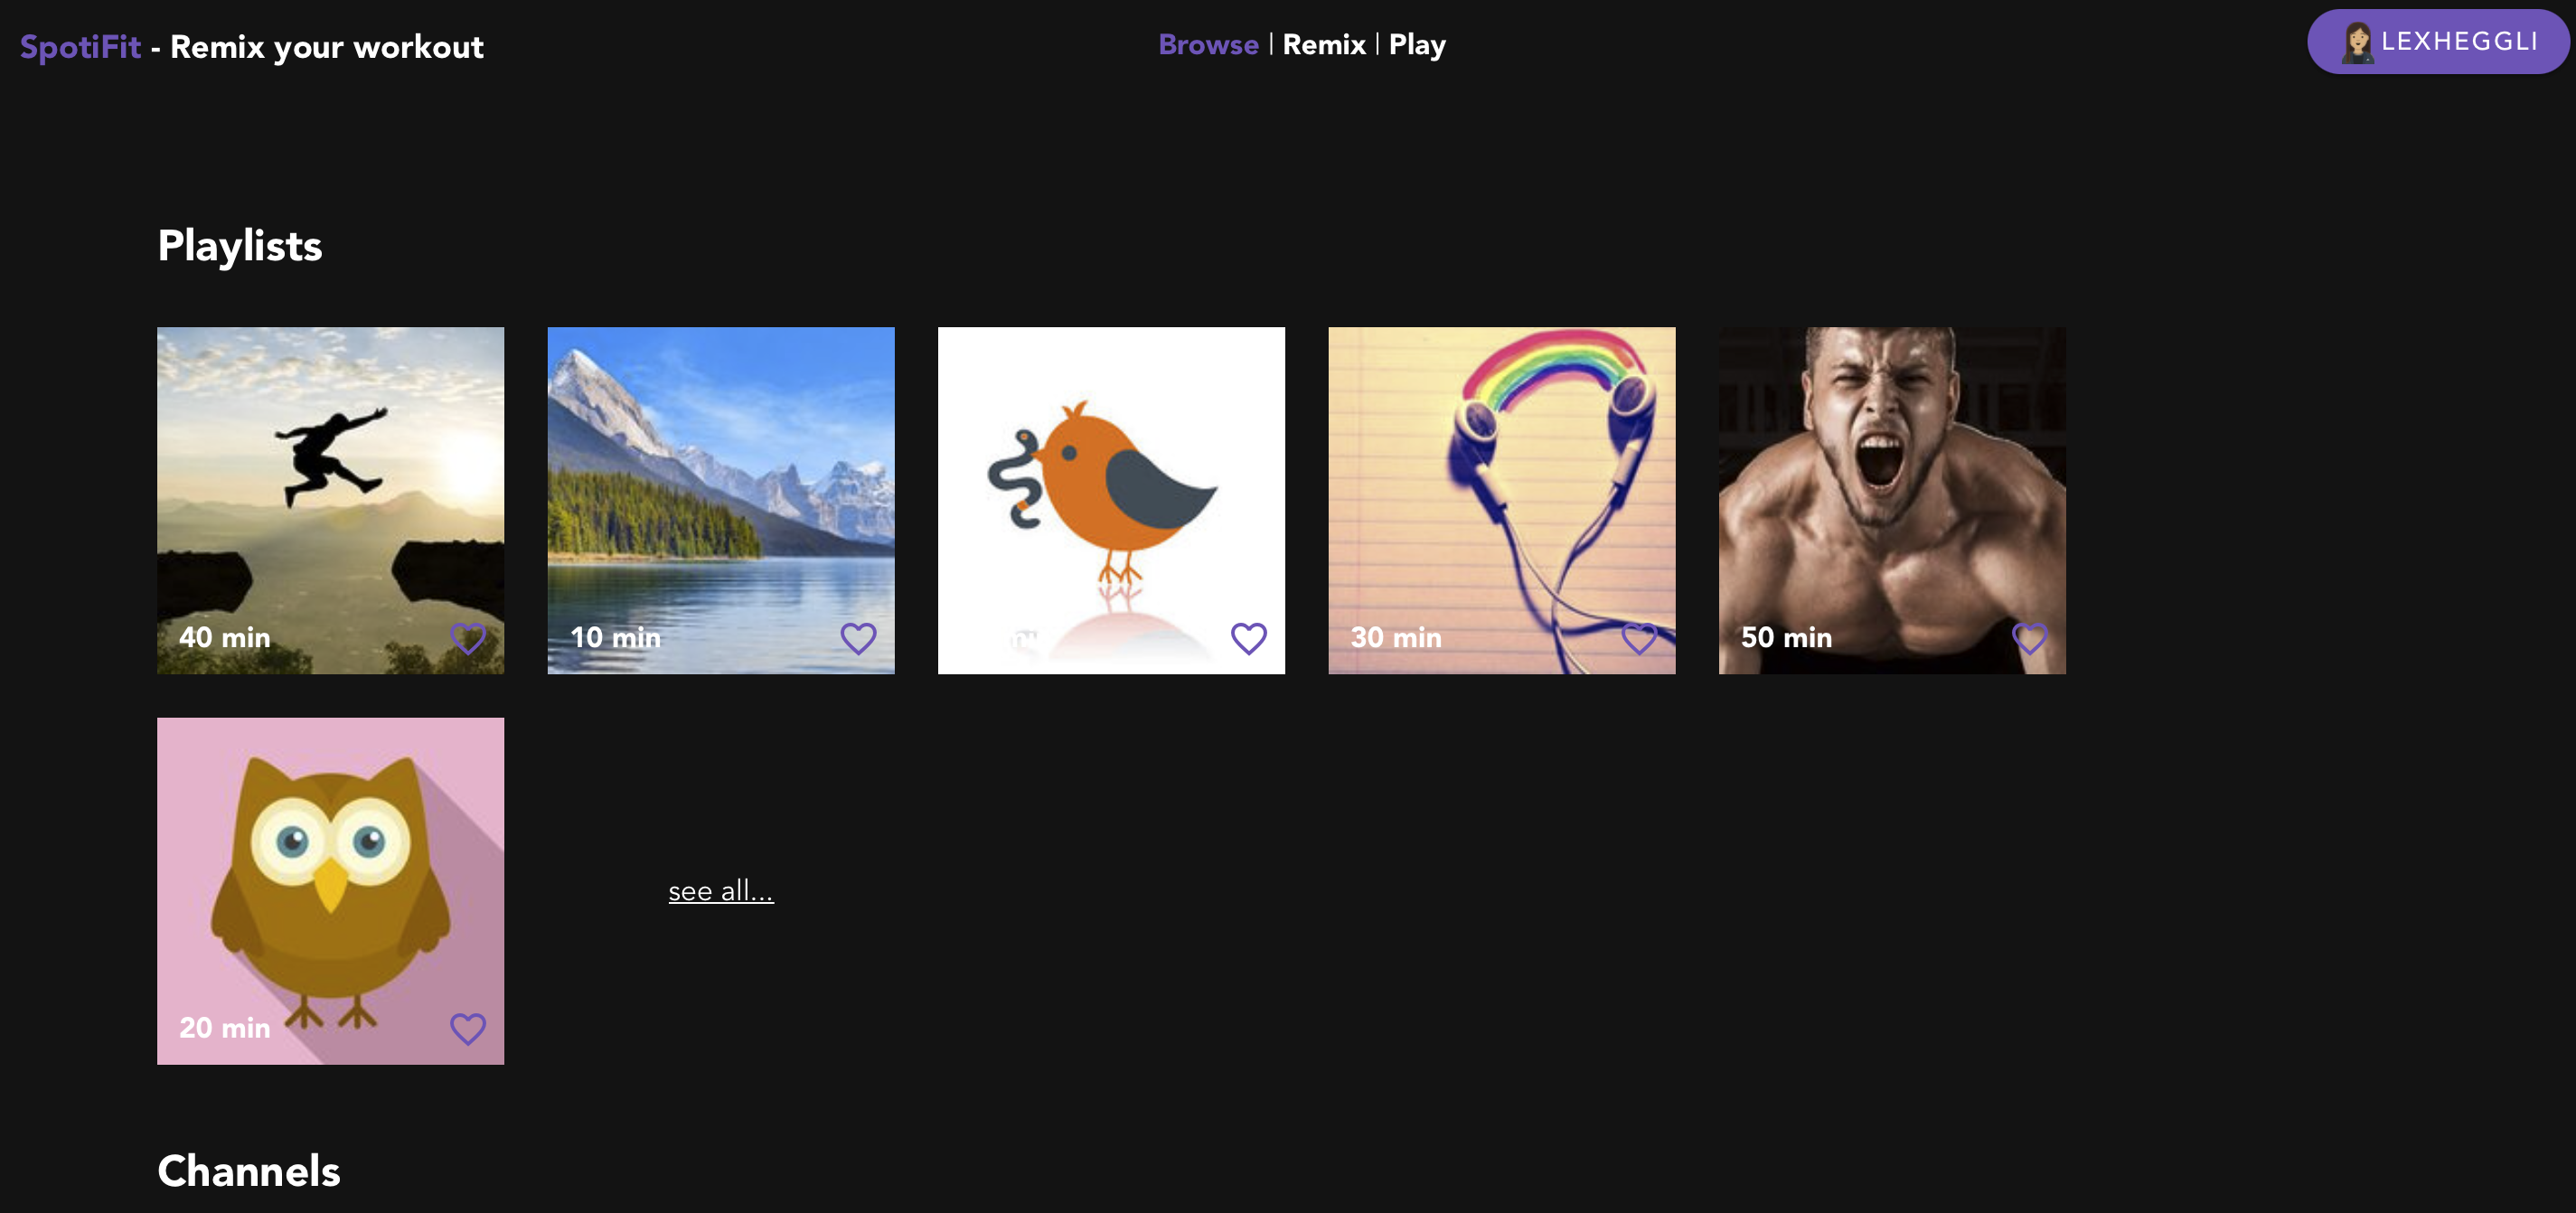 SpotiFit - Remix your workout
Browse | Remix | Play
LEXHEGGLI
Playlists
40 min
10 min
30 min
50 min
20 min
see all...
Channels